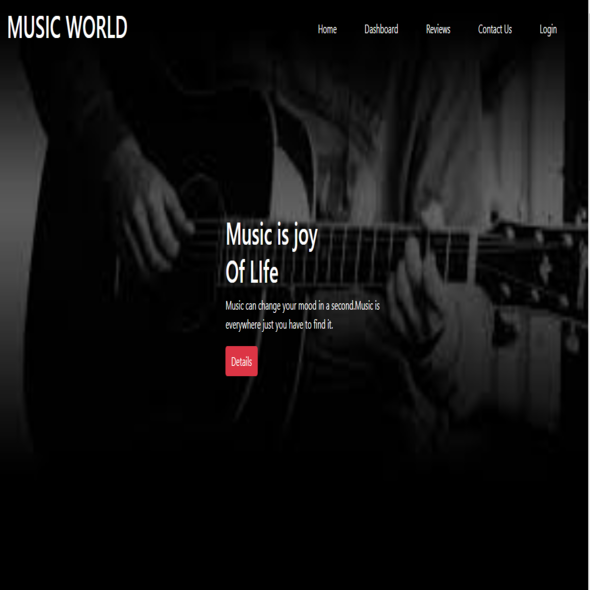 MUSIC WORLD
Home Dashboard Reviews Contact Us Login
Music is joy
Of LIfe
Music can change your mood in a second.Music is
everywhere just you have to find it.
Details